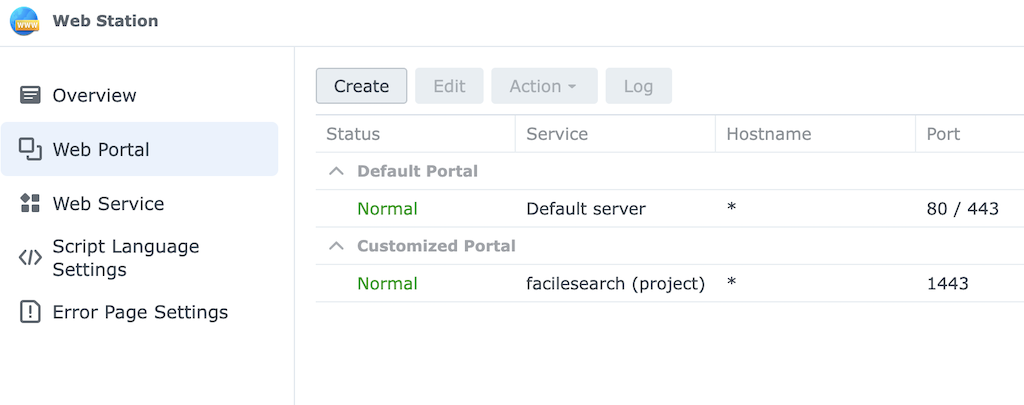 Web Station
Overview
Web Portal
Web Service
Script Language
Settings
Error Page Settings
Create Edit Action Log
Status Service Hostname Port
Default Portal
Normal Default server * 80 / 443
Customized Portal
Normal facilesearch (project) * 1443